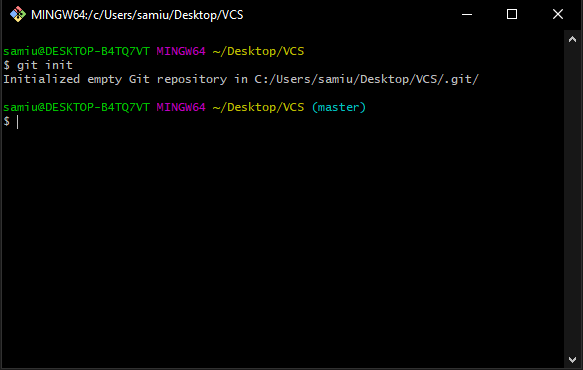 MINGW64:/c/Users/samiu/Desktop/VCS
samiu@DESKTOP-B4TQ7VT MINGW64 ~/Desktop/VCS
$ git init
Initialized empty Git repository in C:/Users/samiu/Desktop/VCS/.git/
samiu@DESKTOP-B4TQ7VT MINGW64 ~/Desktop/VCS (master)
$